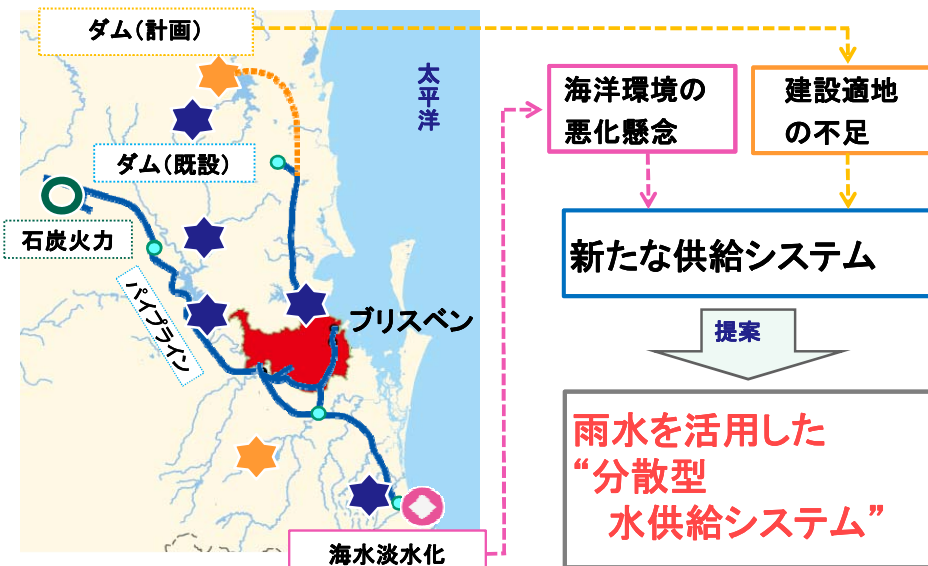 ダム(計画)
太平洋
ダム(既設)
石炭火力
パイプライン
ブリスベン
海水淡水化
海洋環境の
悪化懸念
建設適地
の不足
新たな供給システム
提案
雨水を活用した
“分散型
水供給システム”